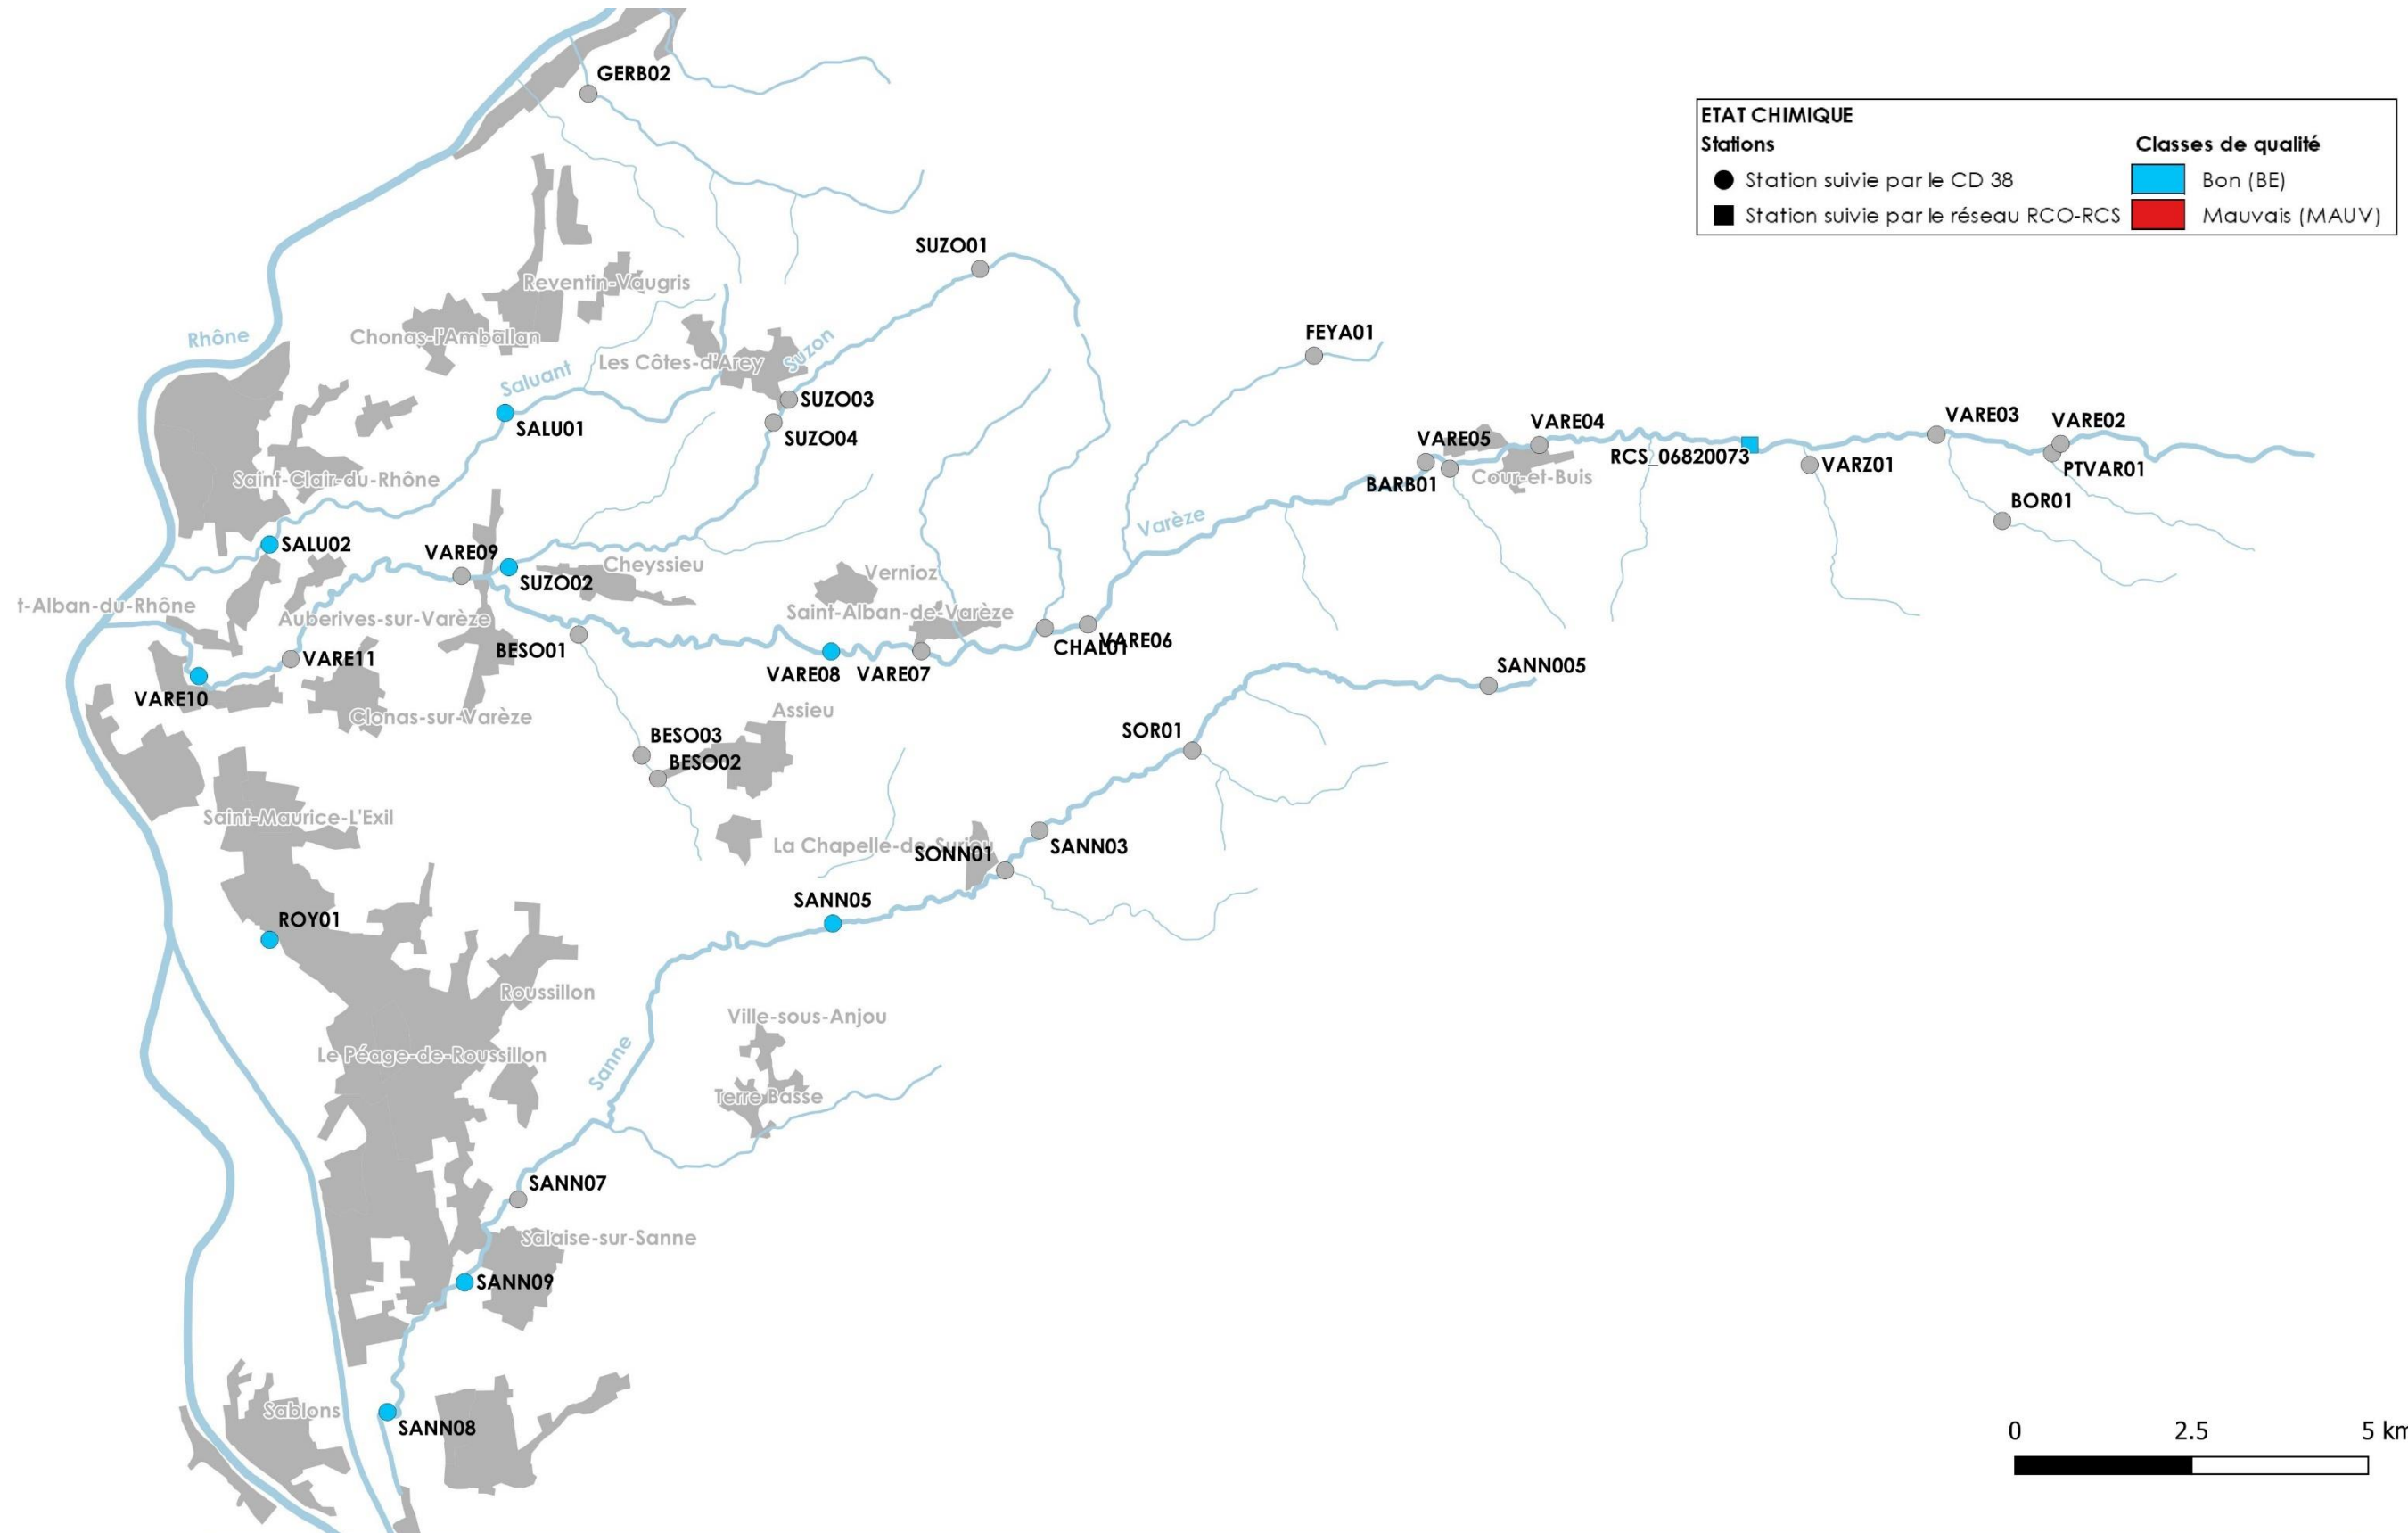 GERB02
ETAT CHIMIQUE
Stations
Classes de qualité
Station suivie par le CD 38
Bon (BE)
Station suivie par le réseau RCO-RCS
Mauvais (MAUV)
SUZO01
Reventin-Vaugris
Rhône
Chonas-l'Amballan
FEYA01
Suzon
Les Côtes-d'Arey
Saluant
SUZO03
SALU01
SUZO04
VARE03
VARE02
VARE04
VARE05
RCS_06820073
VARZ01
PTVAR01
BARB01
Cour-et-Buis
Saint-Clair-du-Rhône
BOR01
Varèze
SALU02
VARE09
SUZO02
Cheyssieu
Vernioz
t-Alban-du-Rhône
Auberives-sur-Varèze
Saint-Alban-de-Varèze
BESO01
VARE06
CHAL01
VARE11
VARE08
VARE07
SANN005
VARE10
Clonas-sur-Varèze
Assieu
SOR01
BESO03
BESO02
Saint-Maurice-L'Exil
La Chapelle-de-Surieu
SONN01
SANN03
SANN05
ROY01
Roussillon
Ville-sous-Anjou
Le Péage-de-Roussillon
Sanne
Terre Basse
SANN07
Salaise-sur-Sanne
SANN09
Sablons
SANN08
0
2.5
5 km